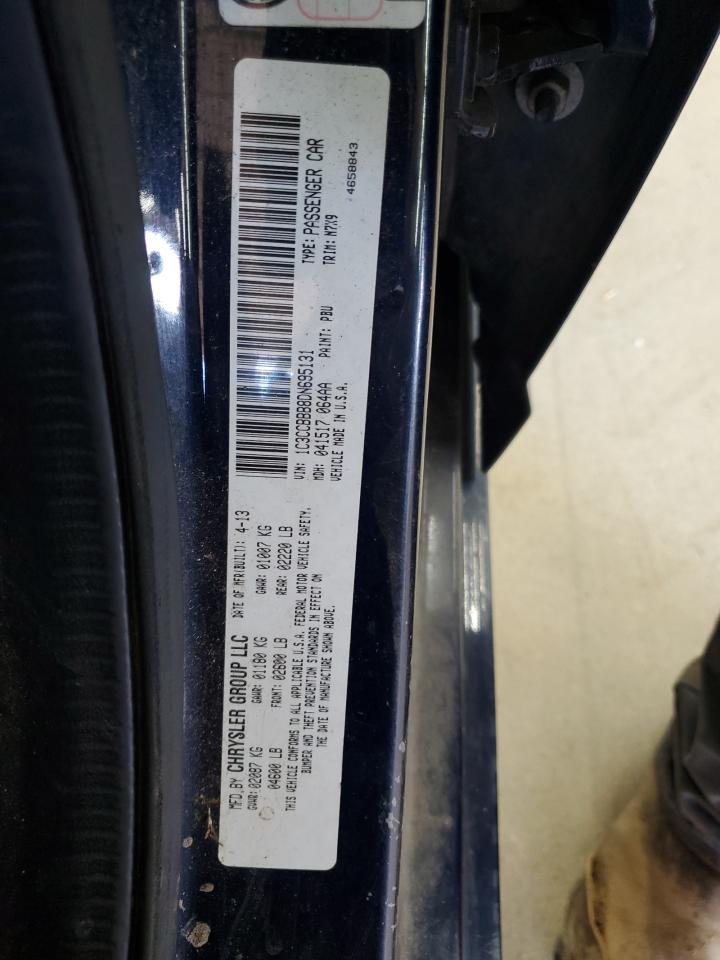 MFD.BY CHRYSLER GROUP LLC DATE OF MFR(BUILT): 4-13
GVWR:02087 KG GAWR:01180 KG GAWR: 01007 KG
04600 LB FRONT: 02600 LB REAR: 02220 LB
THIS VEHICLE CONFORMS TO ALL APPLICABLE U.S.A. FEDERAL MOTOR VEHICLE SAFETY,
BUMPER AND THEFT PREVENTION STANDARDS IN EFFECT ON
THE DATE OF MANUFACTURE SHOWN ABOVE.
VIN: 1C3CCBBB8DN695131 TYPE: PASSENGER CAR
MDH: 041517 064AA PAINT: PBU TRIM: M7X9
VEHICLE MADE IN U.S.A.
4658843